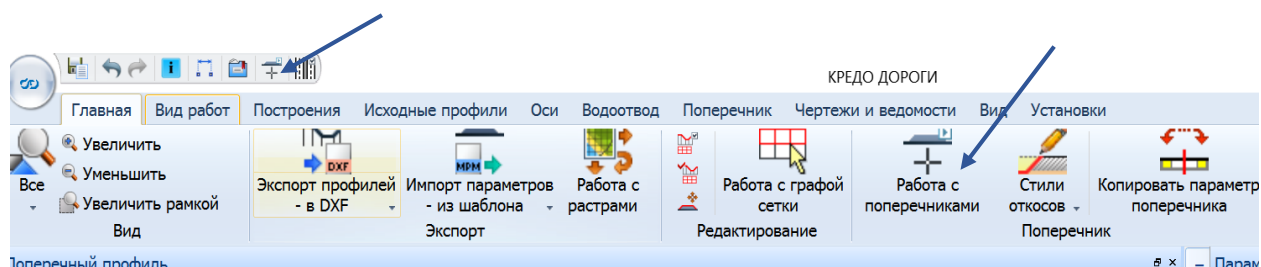 КРЕДО ДОРОГИ
Главная Вид работ Построения Исходные профили Оси Водоотвод Поперечник Чертежи и ведомости Вид Установки
Все
Увеличить
Уменьшить
Увеличить рамкой
Вид
DXF
Экспорт профилей
- в DXF
MPM
Импорт параметров
- из шаблона
Работа с
растрами
Экспорт
Работа с графой
сетки
Редактирование
Работа с
поперечниками
Стили
откосов
Копировать параметр
поперечника
Поперечник
Поперечный профиль
Парам